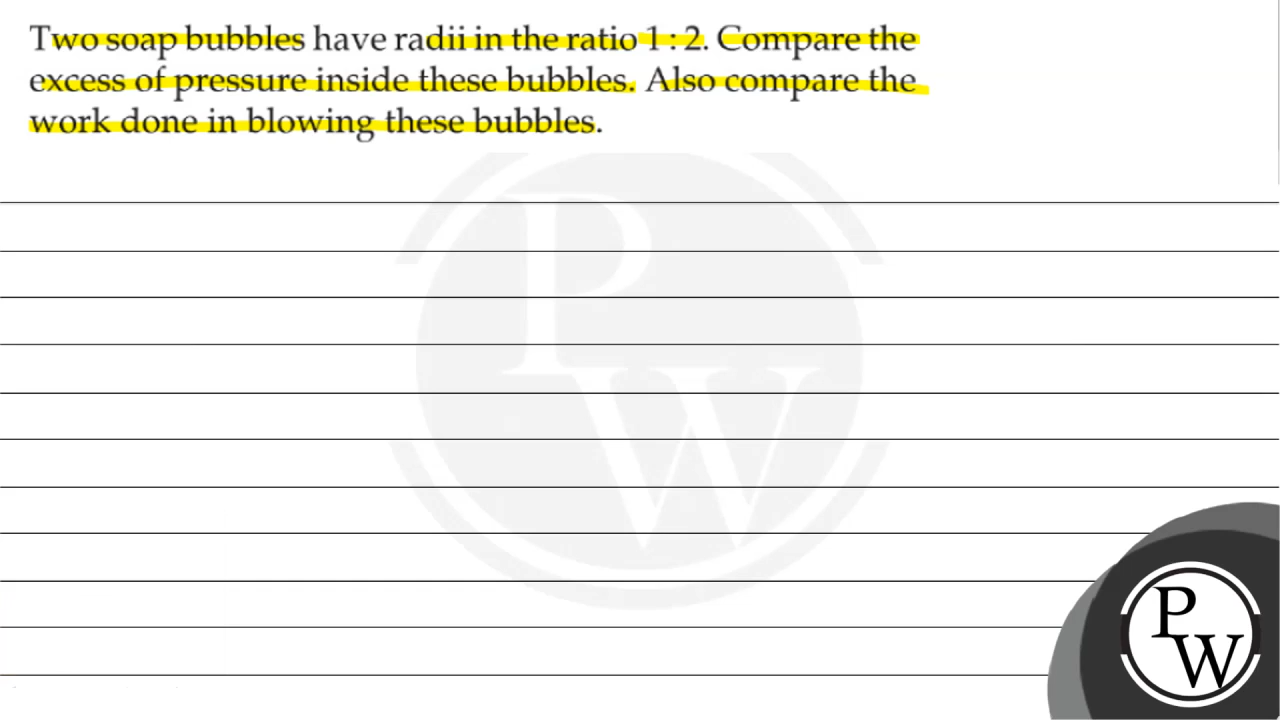 Two soap bubbles have radii in the ratio 1 : 2. Compare the
excess of pressure inside these bubbles. Also compare the
work done in blowing these bubbles.
P
W
P
W